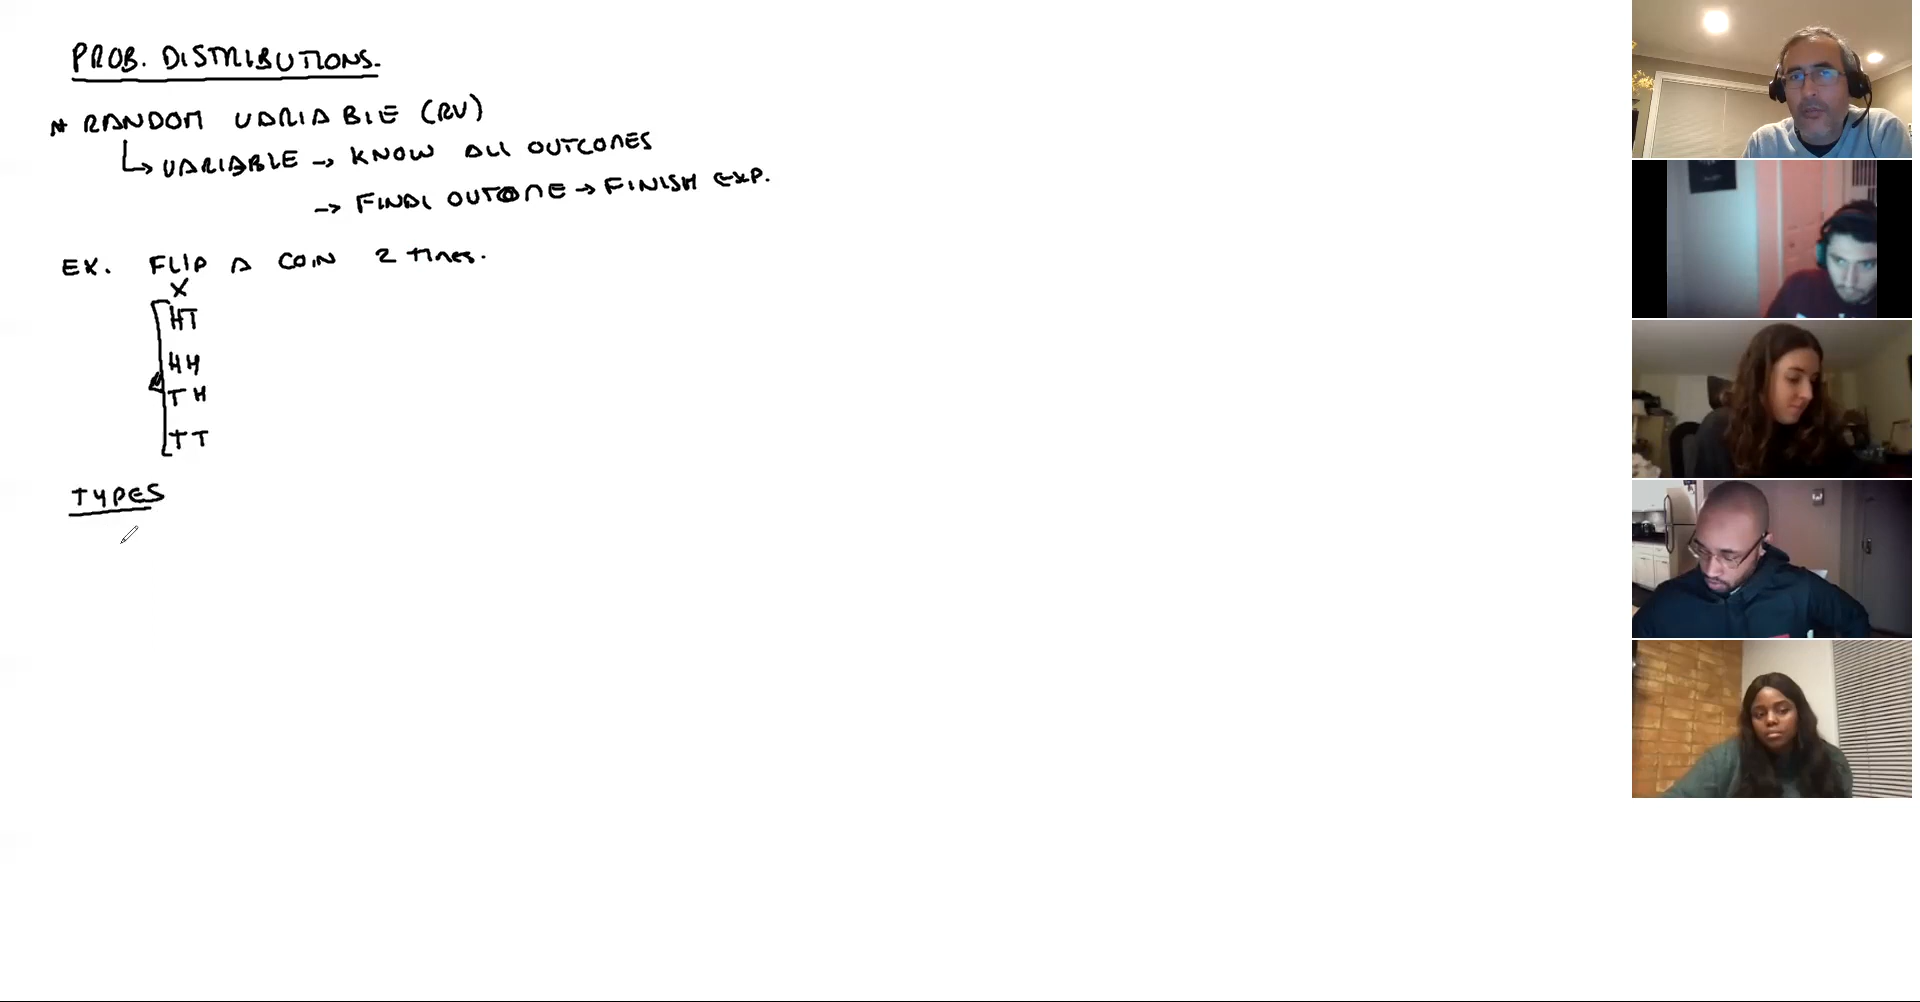 PROB. DISTRIBUTIONS.
* RANDOM VARIABLE (RV)
↳ VARIABLE → KNOW ALL OUTCOMES
→ FINAL OUTCOME → FINISH EXP.
EX. FLIP A COIN 2 times.
X
HT
HH
TH
TT
TYPES